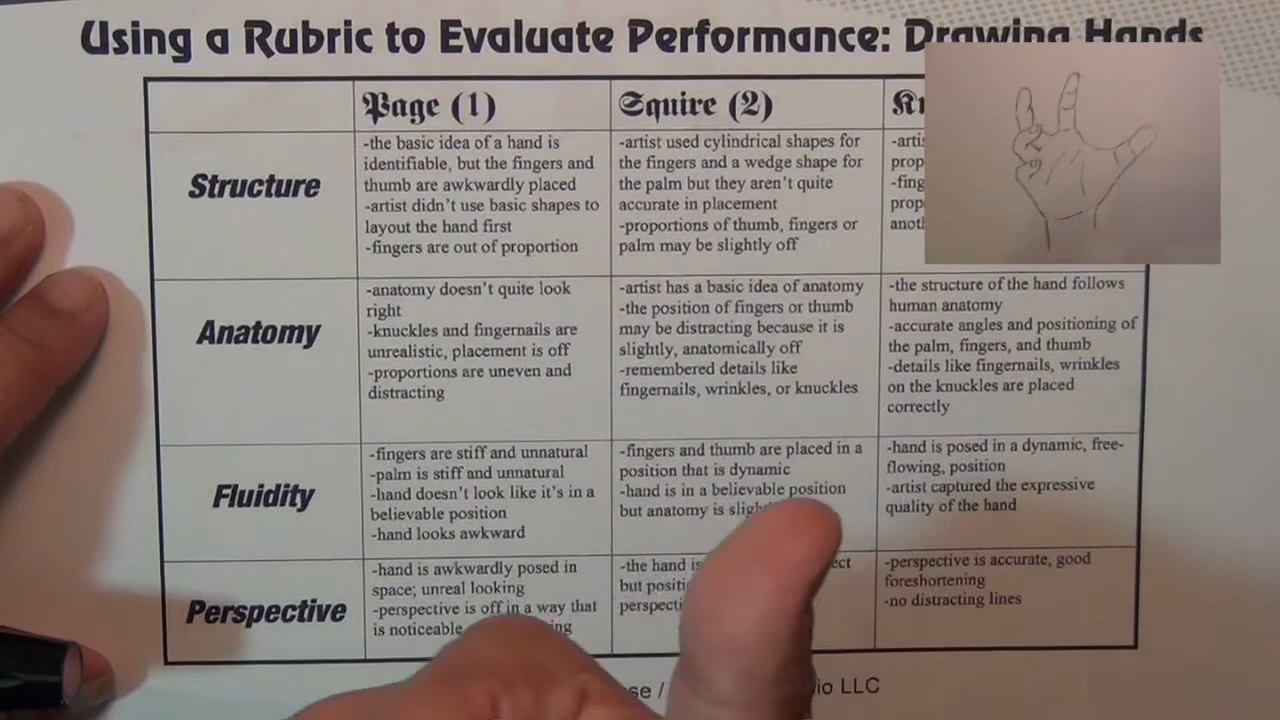 Using a Rubric to Evaluate Performance: Drawing Hands
Page (1)
Squire (2)
Structure
-the basic idea of a hand is
identifiable, but the fingers and
thumb are awkwardly placed
-artist didn't use basic shapes to
layout the hand first
-fingers are out of proportion
-artist used cylindrical shapes for
the fingers and a wedge shape for
the palm but they aren't quite
accurate in placement
-proportions of thumb, fingers or
palm may be slightly off
Anatomy
-anatomy doesn't quite look
right
-knuckles and fingernails are
unrealistic, placement is off
-proportions are uneven and
distracting
-artist has a basic idea of anatomy
-the position of fingers or thumb
may be distracting because it is
slightly, anatomically off
-remembered details like
fingernails, wrinkles, or knuckles
-the structure of the hand follows
human anatomy
-accurate angles and positioning of
the palm, fingers, and thumb
-details like fingernails, wrinkles
on the knuckles are placed
correctly
Fluidity
-fingers are stiff and unnatural
-palm is stiff and unnatural
-hand doesn't look like it's in a
believable position
-hand looks awkward
-fingers and thumb are placed in a
position that is dynamic
-hand is in a believable position
but anatomy is
-hand is posed in a dynamic, free-
flowing, position
-artist captured the expressive
quality of the hand
Perspective
-hand is awkwardly posed in
space; unreal looking
-perspective is off in a way that
is noticeable
-the hand is
but
-perspective is accurate, good
foreshortening
-no distracting lines
LLC